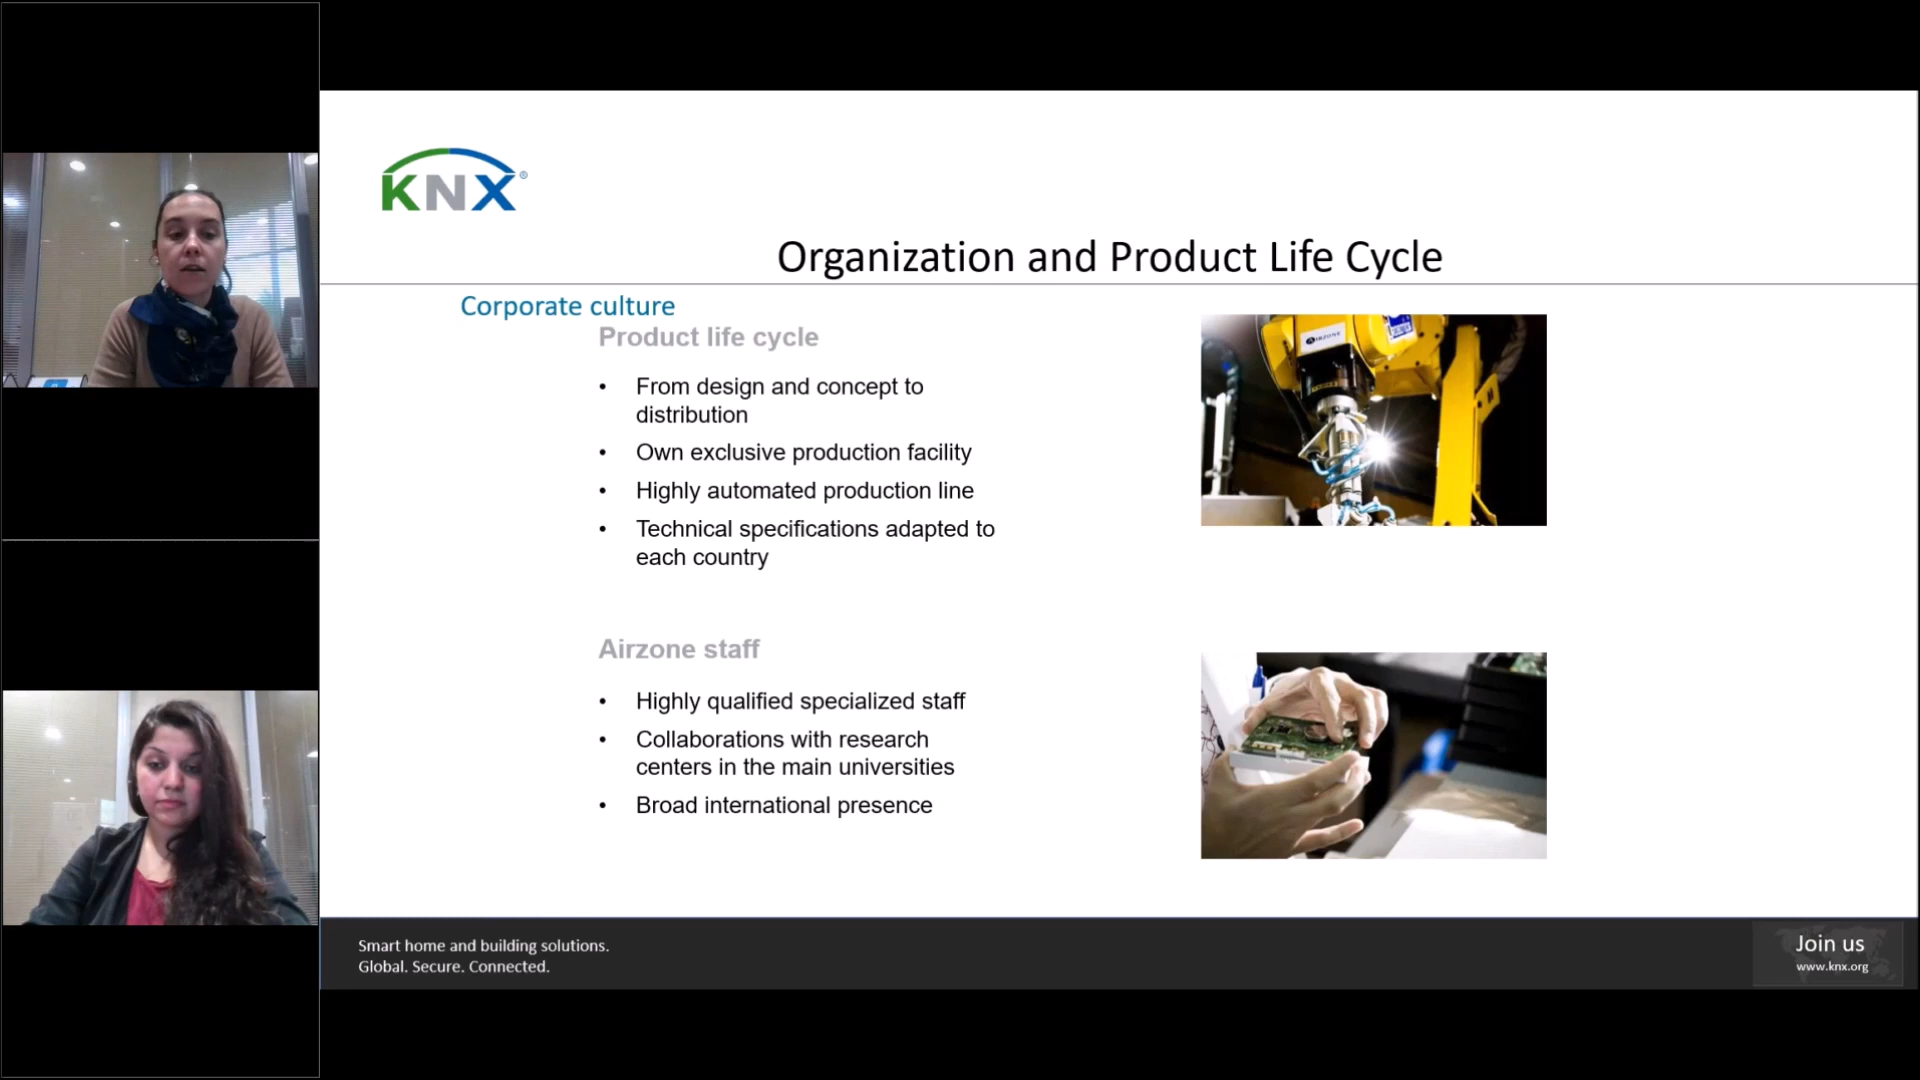 KNX®
Organization and Product Life Cycle
Corporate culture
Product life cycle
• From design and concept to
distribution
• Own exclusive production facility
• Highly automated production line
• Technical specifications adapted to
each country
AIRZONE
Airzone staff
• Highly qualified specialized staff
• Collaborations with research
centers in the main universities
• Broad international presence
Smart home and building solutions.
Global. Secure. Connected.
Join us
www.knx.org